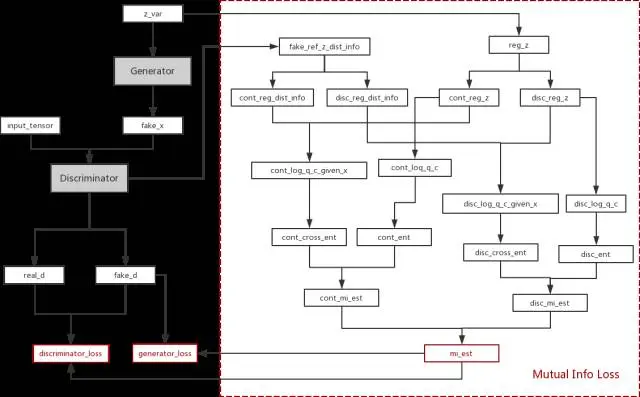 z_var
fake_ref_z_dist_info
reg_z
Generator
cont_reg_dist_info
disc_reg_dist_info
cont_reg_z
disc_reg_z
input_tensor
fake_x
cont_log_q_c_given_x
cont_loq_q_c
Discriminator
disc_log_q_c_given_x
disc_log_q_c
cont_cross_ent
cont_ent
disc_cross_ent
disc_ent
real_d
fake_d
cont_mi_est
disc_mi_est
discriminator_loss
generator_loss
mi_est
Mutual Info Loss